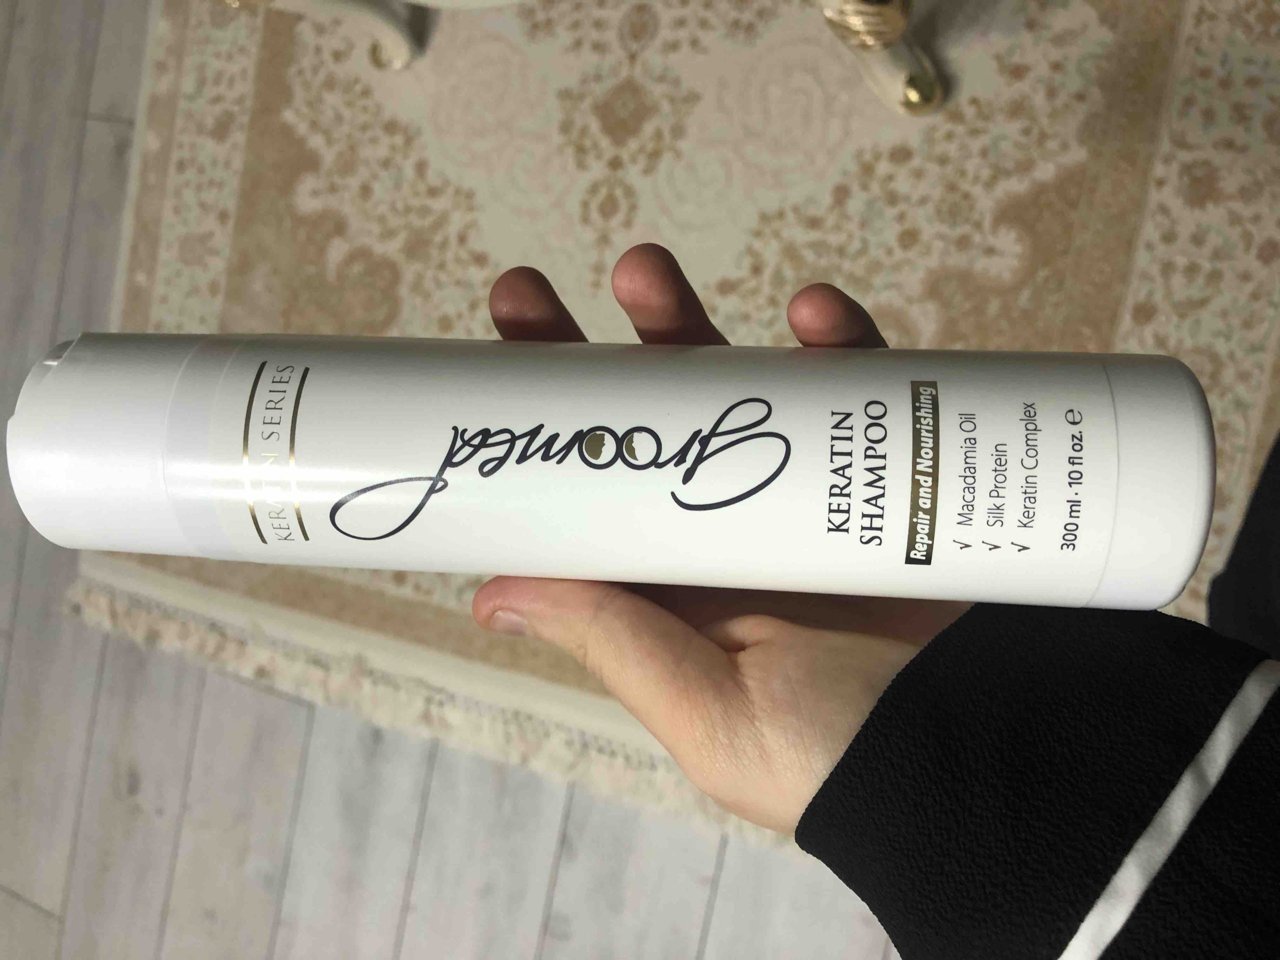 KERATIN SERIES
groomed
KERATIN
SHAMPOO
Repair and Nourishing
√ Macadamia Oil
√ Silk Protein
√ Keratin Complex
300 ml · 10 fl oz. ℮